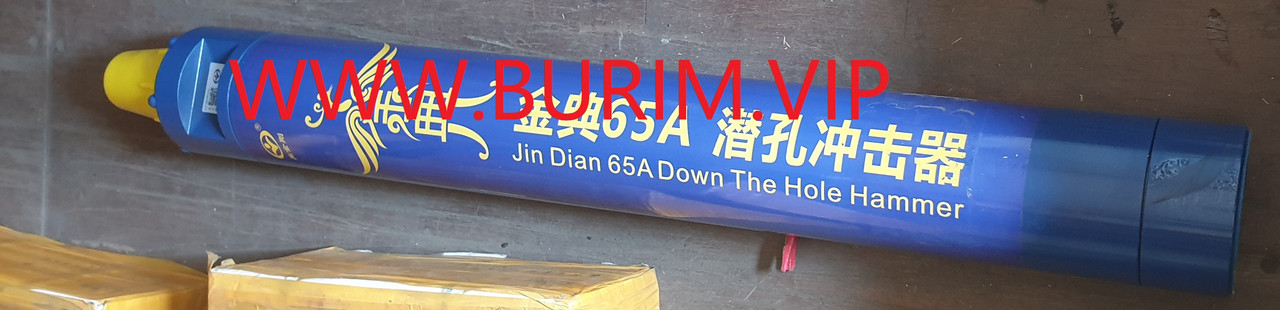 WWW.BURIM.VIP
金典65A 潜孔冲击器
Jin Dian 65A Down The Hole Hammer